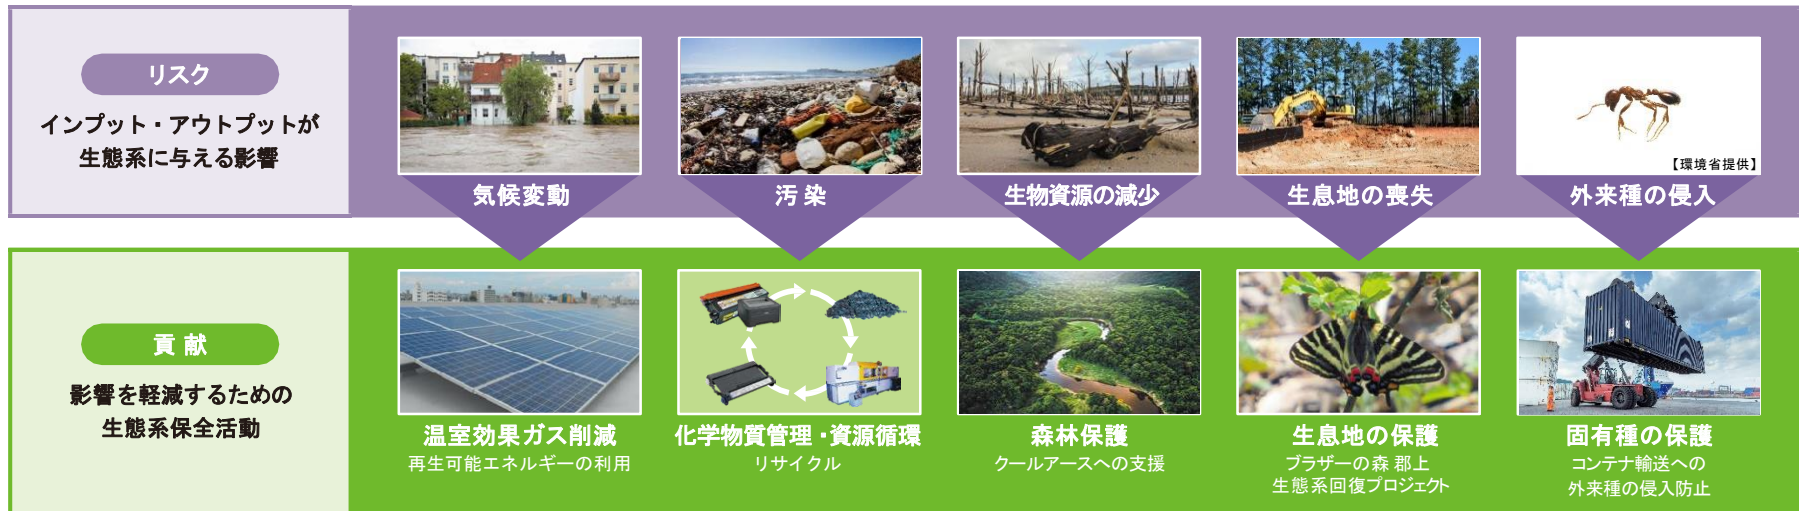 リスク
インプット・アウトプットが
生態系に与える影響
【環境省提供】
気候変動
汚染
生物資源の減少
生息地の喪失
外来種の侵入
貢献
影響を軽減するための
生態系保全活動
温室効果ガス削減
再生可能エネルギーの利用
化学物質管理・資源循環
リサイクル
森林保護
クールアースへの支援
生息地の保護
ブラザーの森 郡上
生態系回復プロジェクト
固有種の保護
コンテナ輸送への
外来種の侵入防止